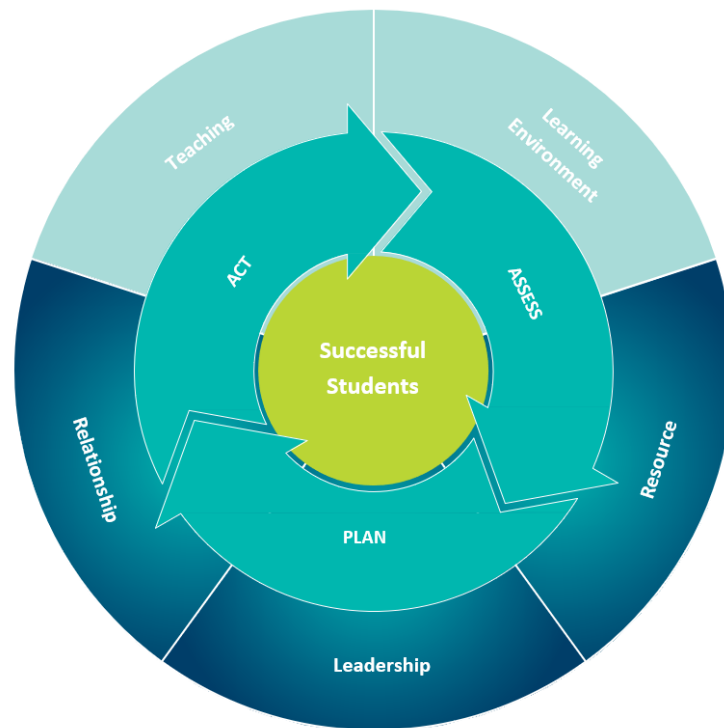 Teaching
Learning
Environment
ACT
ASSESS
Successful
Students
Relationship
Resource
PLAN
Leadership